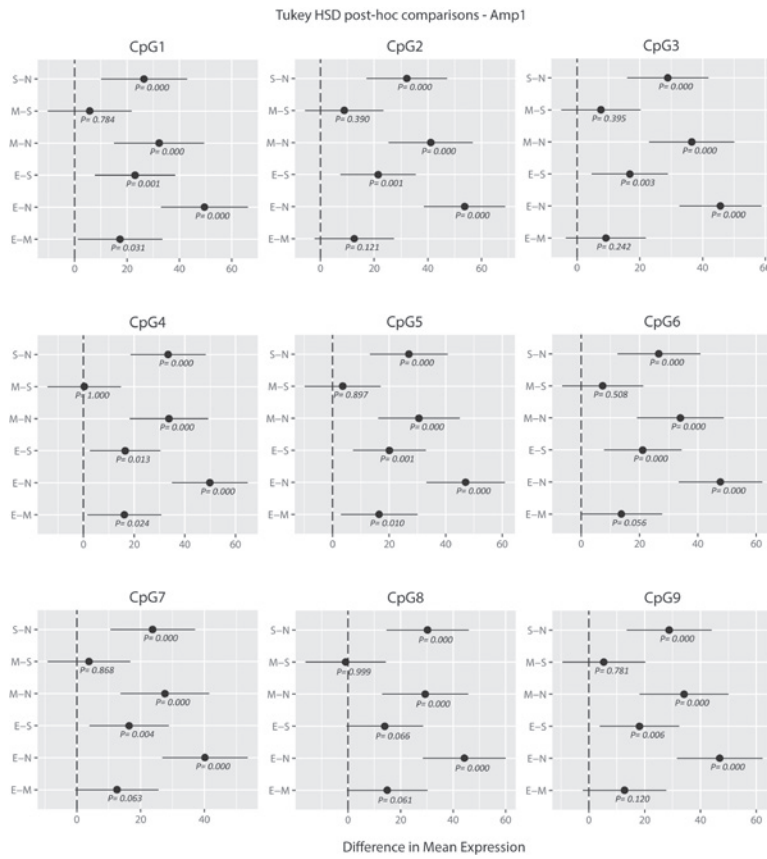 Tukey HSD post-hoc comparisons - Amp1
CpG1
S-N
P= 0.000
M-S
P= 0.784
M-N
P= 0.000
E-S
P= 0.001
E-N
P= 0.000
E-M
P= 0.031
0 20 40 60
CpG2
P= 0.000
P= 0.390
P= 0.000
P= 0.001
P= 0.000
P= 0.121
0 20 40 60
CpG3
P= 0.000
P= 0.395
P= 0.000
P= 0.003
P= 0.000
P= 0.242
0 20 40 60
CpG4
S-N
P= 0.000
M-S
P= 1.000
M-N
P= 0.000
E-S
P= 0.013
E-N
P= 0.000
E-M
P= 0.024
0 20 40 60
CpG5
S-N
P= 0.000
M-S
P= 0.897
M-N
P= 0.000
E-S
P= 0.001
E-N
P= 0.000
E-M
P= 0.010
0 20 40 60
CpG6
S-N
P= 0.000
M-S
P= 0.508
M-N
P= 0.000
E-S
P= 0.000
E-N
P= 0.000
E-M
P= 0.056
0 20 40 60
CpG7
S-N
P= 0.000
M-S
P= 0.868
M-N
P= 0.000
E-S
P= 0.004
E-N
P= 0.000
E-M
P= 0.063
0 20 40
CpG8
S-N
P= 0.000
M-S
P= 0.999
M-N
P= 0.000
E-S
P= 0.066
E-N
P= 0.000
E-M
P= 0.061
0 20 40 60
CpG9
S-N
P= 0.000
M-S
P= 0.781
M-N
P= 0.000
E-S
P= 0.006
E-N
P= 0.000
E-M
P= 0.120
0 20 40 60
Difference in Mean Expression